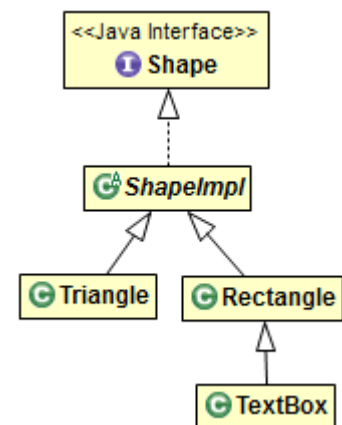 <<Java Interface>>
I Shape
C A ShapeImpl
C Triangle
C Rectangle
C TextBox